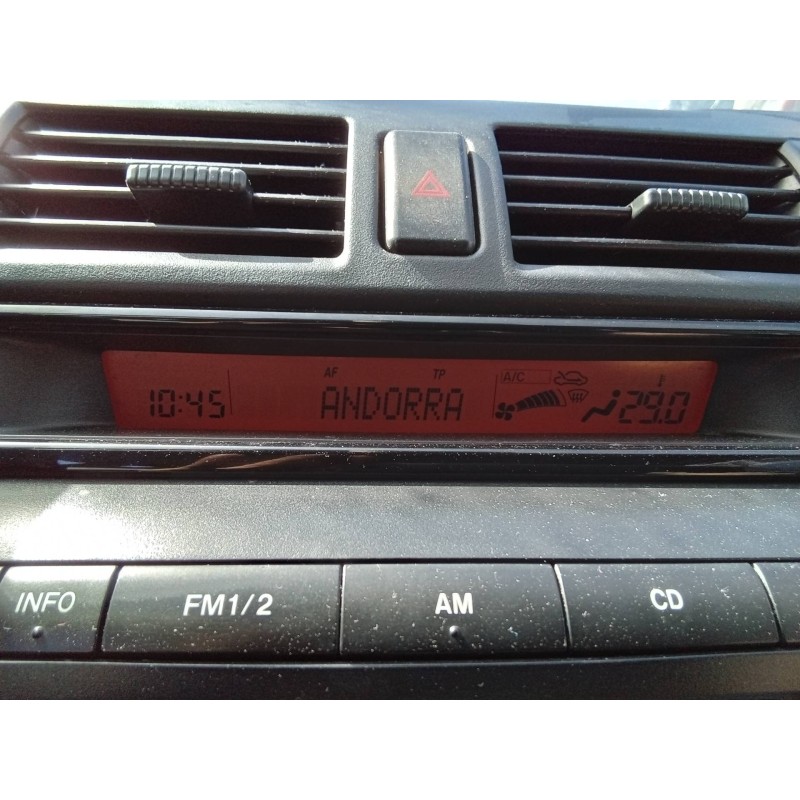 AF TP A/C
10:45 ANDORRA 29.0
INFO FM1/2 AM CD